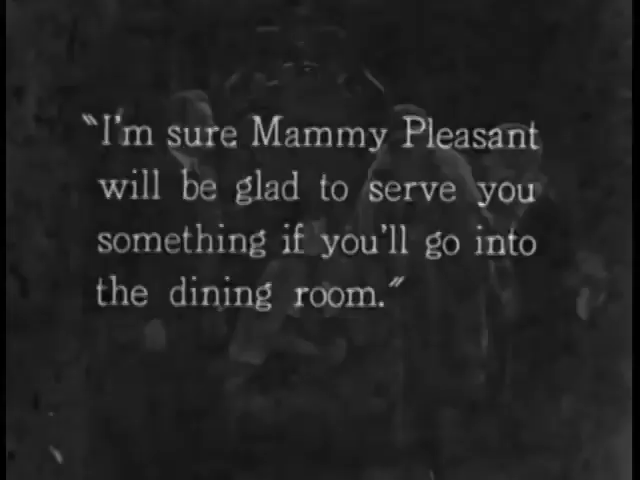 "I'm sure Mammy Pleasant
will be glad to serve you
something if you'll go into
the dining room."